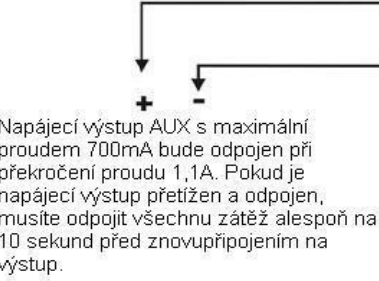 + -
Napájecí výstup AUX s maximální
proudem 700mA bude odpojen při
překročení proudu 1,1A. Pokud je
napájecí výstup přetížen a odpojen,
musíte odpojit všechnu zátěž alespoň na
10 sekund před znovupřipojením na
výstup.